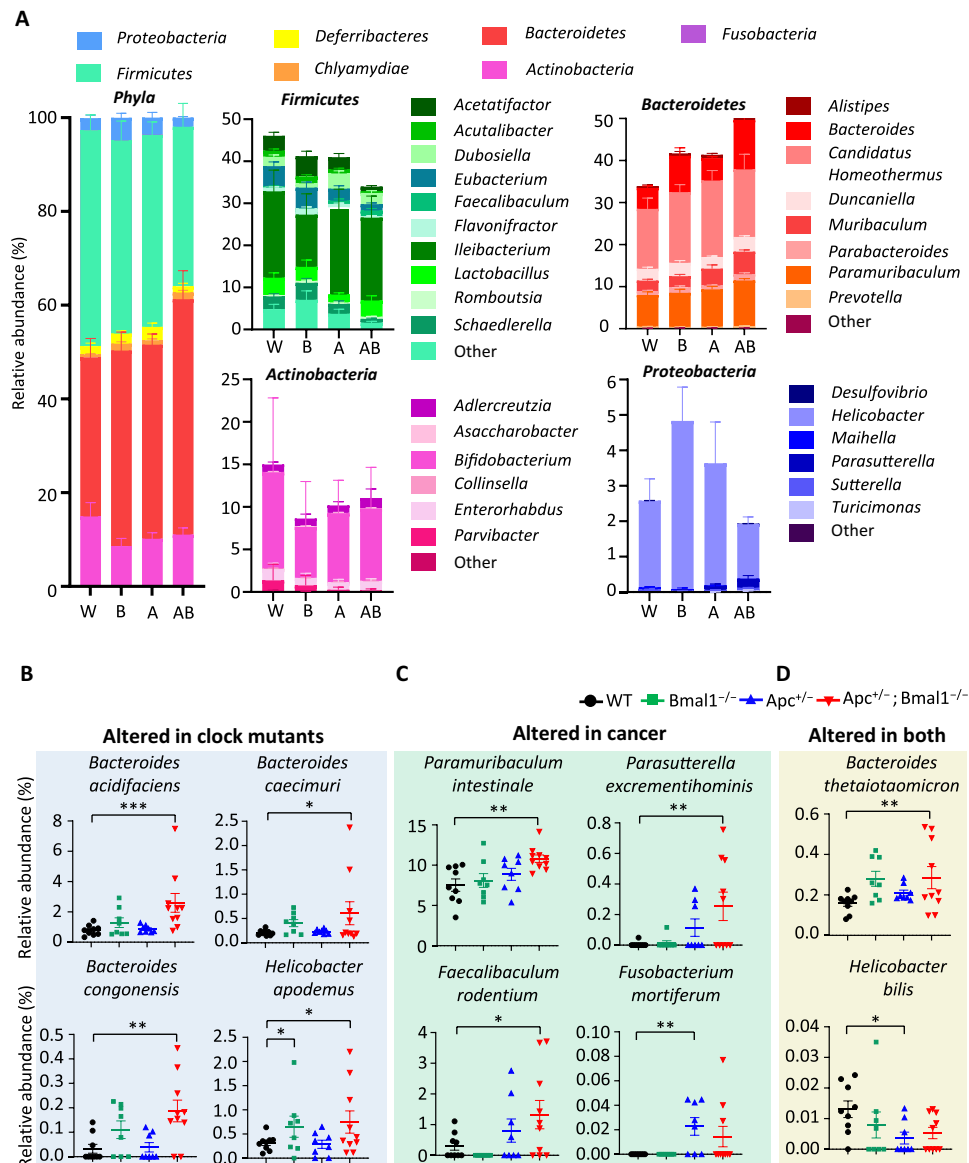 A
Proteobacteria
Deferribacteres
Bacteroidetes
Fusobacteria
Firmicutes
Chlyamydiae
Actinobacteria
Phyla
Relative abundance (%)
100
80
60
40
20
0
W B A AB
Firmicutes
50
40
30
20
10
0
W B A AB
Acetatifactor
Acutalibacter
Dubosiella
Eubacterium
Faecalibaculum
Flavonifractor
Ileibacterium
Lactobacillus
Romboutsia
Schaedlerella
Other
Bacteroidetes
50
40
30
20
10
0
W B A AB
Alistipes
Bacteroides
Candidatus
Homeothermus
Duncaniella
Muribaculum
Parabacteroides
Paramuribaculum
Prevotella
Other
Actinobacteria
25
20
15
10
5
0
W B A AB
Adlercreutzia
Asaccharobacter
Bifidobacterium
Collinsella
Enterorhabdus
Parvibacter
Other
Proteobacteria
6
5
4
3
2
1
0
W B A AB
Desulfovibrio
Helicobacter
Maihella
Parasutterella
Sutterella
Turicimonas
Other
B
C
D
WT Bmal1−/− Apc+/− Apc+/− ; Bmal1−/−
Altered in clock mutants
Relative abundance (%)
Bacteroides
acidifaciens
***
8
6
4
2
0
Bacteroides
caecimuri
*
2.5
2.0
1.5
1.0
0.5
0.0
Relative abundance (%)
Bacteroides
congonensis
**
0.5
0.4
0.3
0.2
0.1
0.0
Helicobacter
apodemus
*
*
2.5
2.0
1.5
1.0
0.5
0.0
Altered in cancer
Paramuribaculum
intestinale
**
15
10
5
0
Parasutterella
excrementihominis
**
0.8
0.6
0.4
0.2
0.0
Faecalibaculum
rodentium
*
4
3
2
1
0
Fusobacterium
mortiferum
**
0.10
0.08
0.06
0.04
0.02
0.00
Altered in both
Bacteroides
thetaiotaomicron
**
0.6
0.4
0.2
0.0
Helicobacter
bilis
*
0.04
0.03
0.02
0.01
0.00